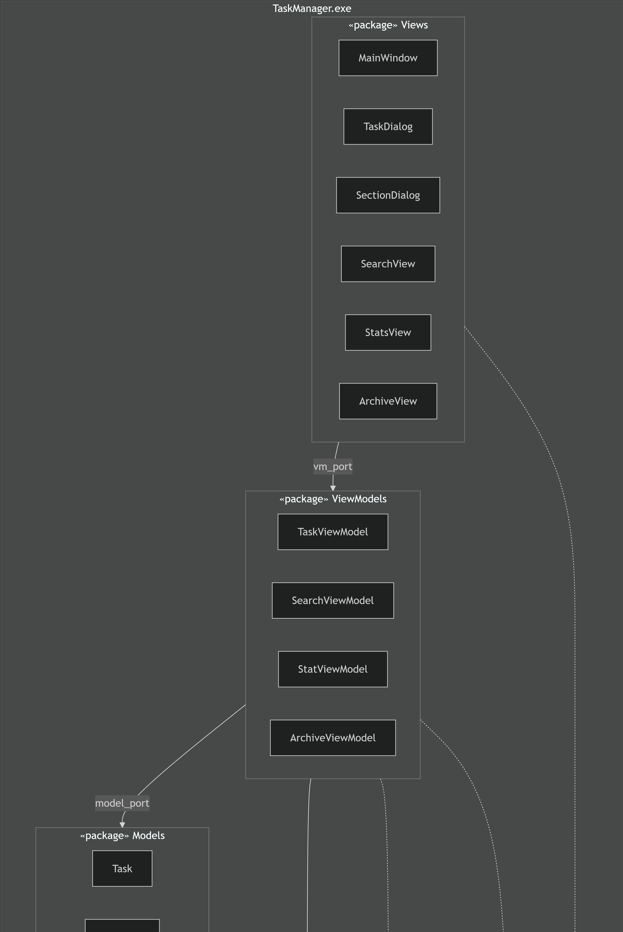 TaskManager.exe
«package» Views
MainWindow
TaskDialog
SectionDialog
SearchView
StatsView
ArchiveView
vm_port
«package» ViewModels
TaskViewModel
SearchViewModel
StatViewModel
ArchiveViewModel
model_port
«package» Models
Task